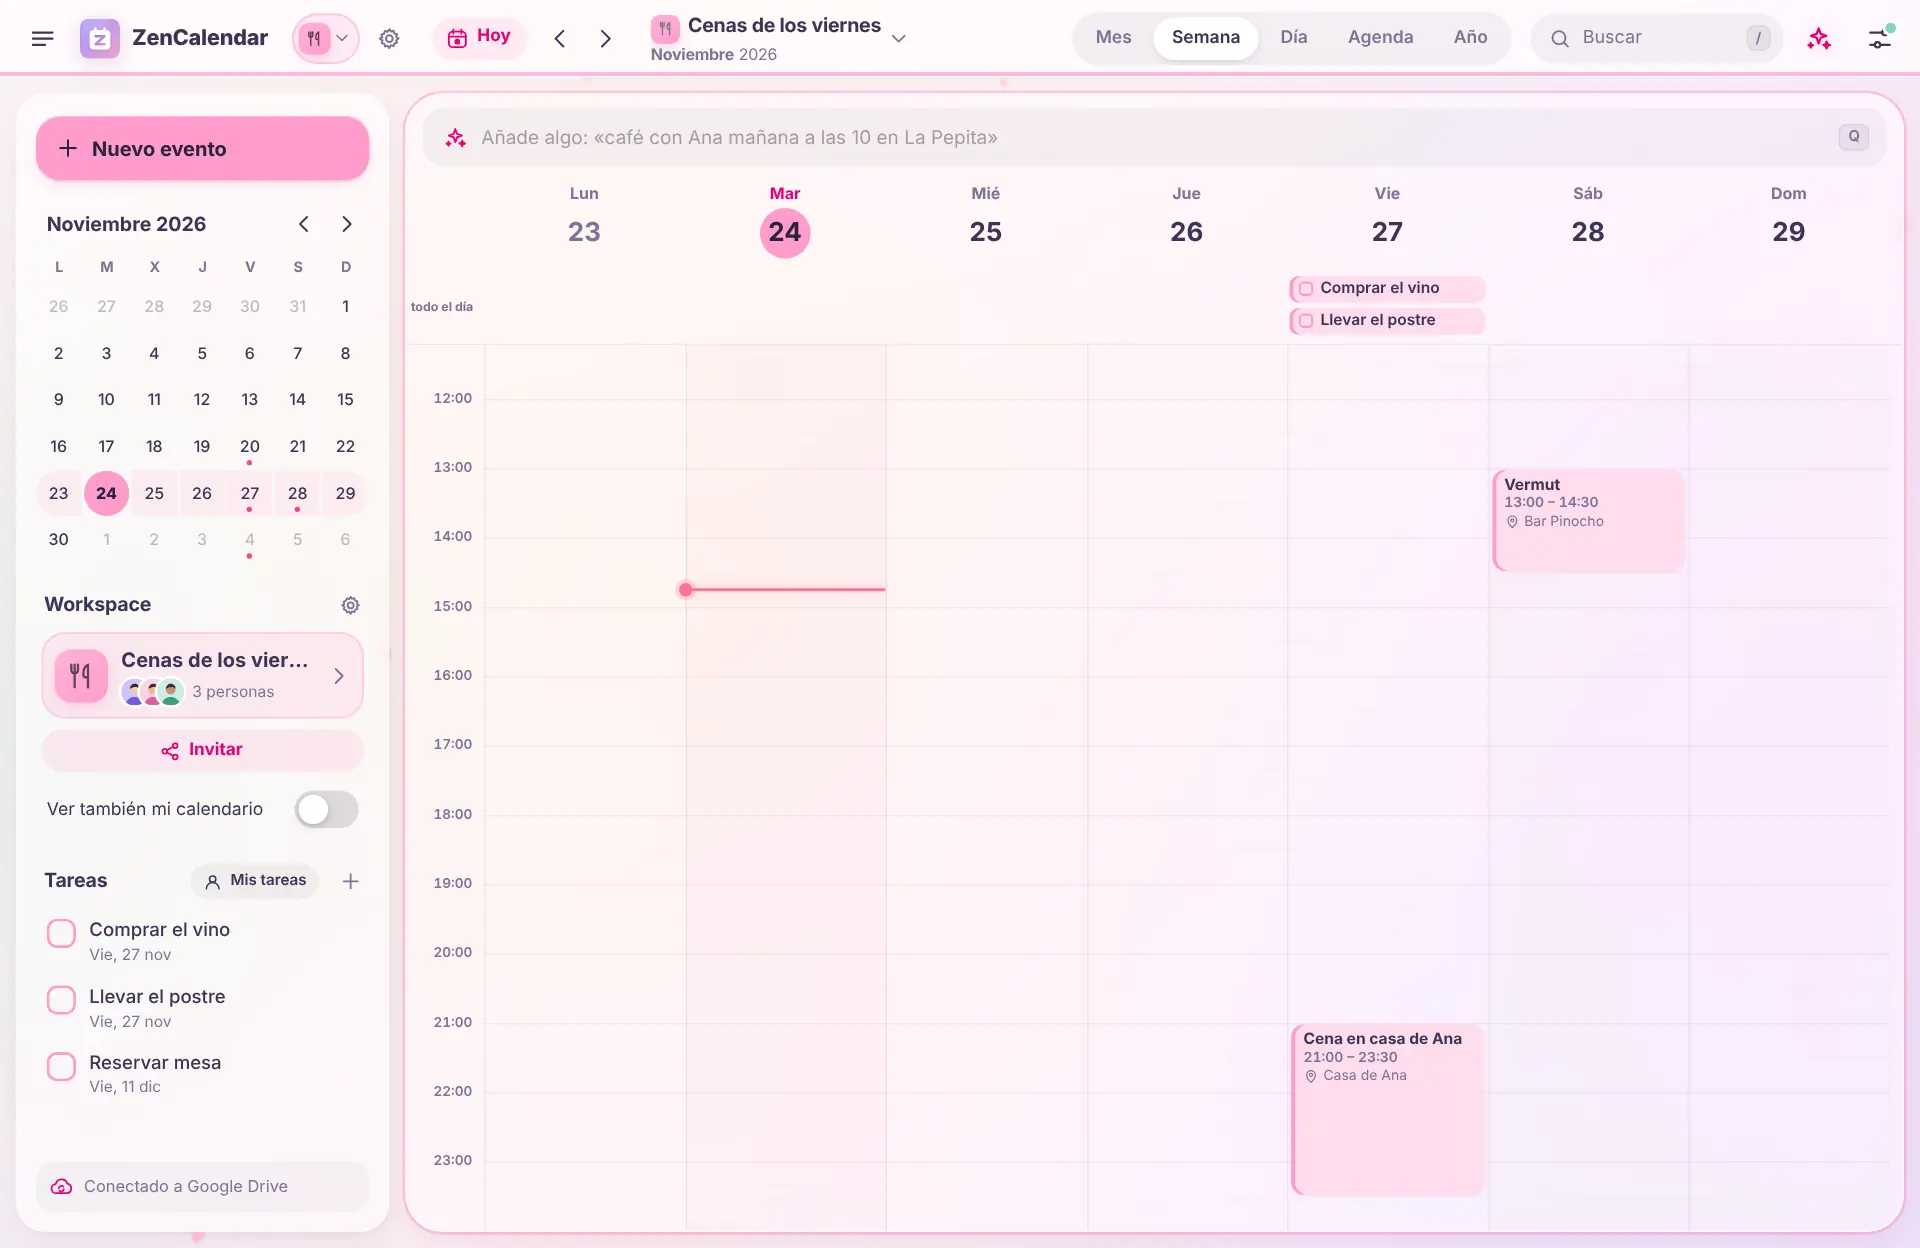 ZenCalendar
Hoy
Cenas de los viernes
Noviembre 2026
Mes
Semana
Día
Agenda
Año
Buscar
/
Nuevo evento
Noviembre 2026
L M X J V S D
26 27 28 29 30 31 1
2 3 4 5 6 7 8
9 10 11 12 13 14 15
16 17 18 19 20 21 22
23 24 25 26 27 28 29
30 1 2 3 4 5 6
Workspace
Cenas de los vier...
3 personas
Invitar
Ver también mi calendario
Tareas
Mis tareas
Comprar el vino
Vie, 27 nov
Llevar el postre
Vie, 27 nov
Reservar mesa
Vie, 11 dic
Conectado a Google Drive
Añade algo: «café con Ana mañana a las 10 en La Pepita»
Q
Lun Mar Mié Jue Vie Sáb Dom
23 24 25 26 27 28 29
todo el día
Comprar el vino
Llevar el postre
12:00
13:00
14:00
15:00
16:00
17:00
18:00
19:00
20:00
21:00
22:00
23:00
Vermut
13:00 – 14:30
Bar Pinocho
Cena en casa de Ana
21:00 – 23:30
Casa de Ana